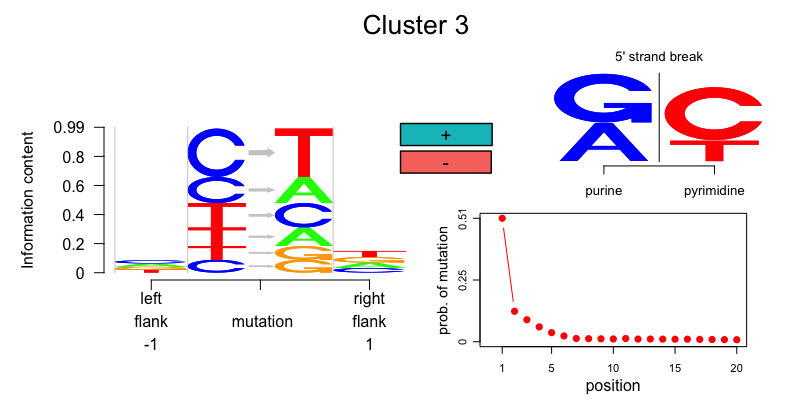 Cluster 3
5' strand break
G C
A T
purine pyrimidine
+
-
Information content
0.99
0.8
0.6
0.4
0.2
0
C T
C A
T C
T A
T G
C G
C T
A G
G A
T C
left
flank
-1
mutation
right
flank
1
prob. of mutation
0.51
0.25
0
1 5 10 15 20
position